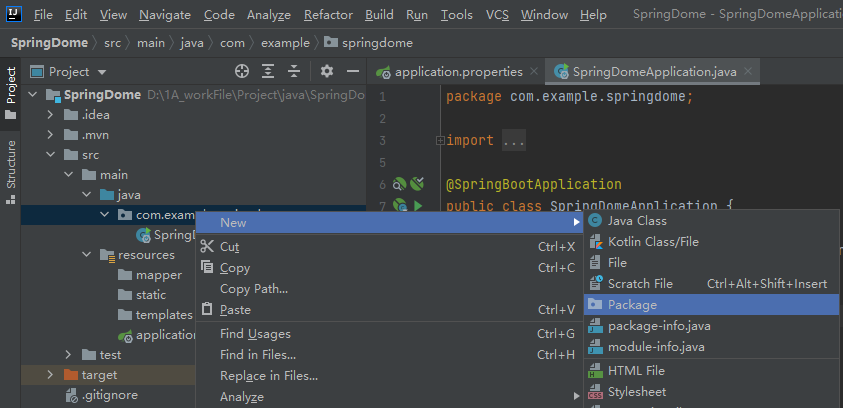 IJ File Edit View Navigate Code Analyze Refactor Build Run Tools VCS Window Help SpringDome - SpringDomeApplication
SpringDome src main java com example springdome
Project
Structure
Project
SpringDome D:\1A_workFile\Project\java\SpringDo
.idea
.mvn
src
main
java
com.exam
SpringD
resources
mapper
static
templates
application
test
target
.gitignore
application.properties SpringDomeApplication.java
1 package com.example.springdome;
2
3 import ...
5
6 @SpringBootApplication
7 public class SpringDomeApplication {
New
Cut Ctrl+X
Copy Ctrl+C
Copy Path...
Paste Ctrl+V
Find Usages Ctrl+G
Find in Files... Ctrl+H
Replace in Files...
Analyze
Java Class
Kotlin Class/File
File
Scratch File Ctrl+Alt+Shift+Insert
Package
package-info.java
module-info.java
HTML File
Stylesheet